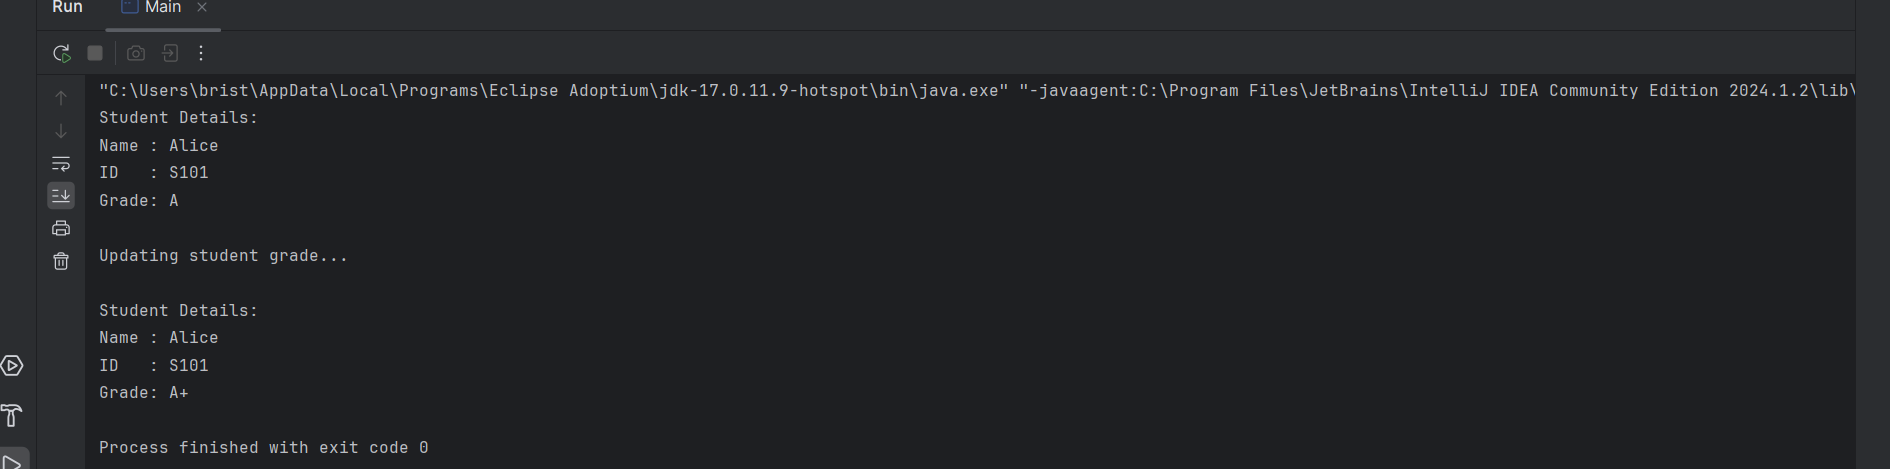 Run Main
"C:\Users\brist\AppData\Local\Programs\Eclipse Adoptium\jdk-17.0.11.9-hotspot\bin\java.exe" "-javaagent:C:\Program Files\JetBrains\IntelliJ IDEA Community Edition 2024.1.2\lib\
Student Details:
Name : Alice
ID   : S101
Grade: A
Updating student grade...
Student Details:
Name : Alice
ID   : S101
Grade: A+
Process finished with exit code 0